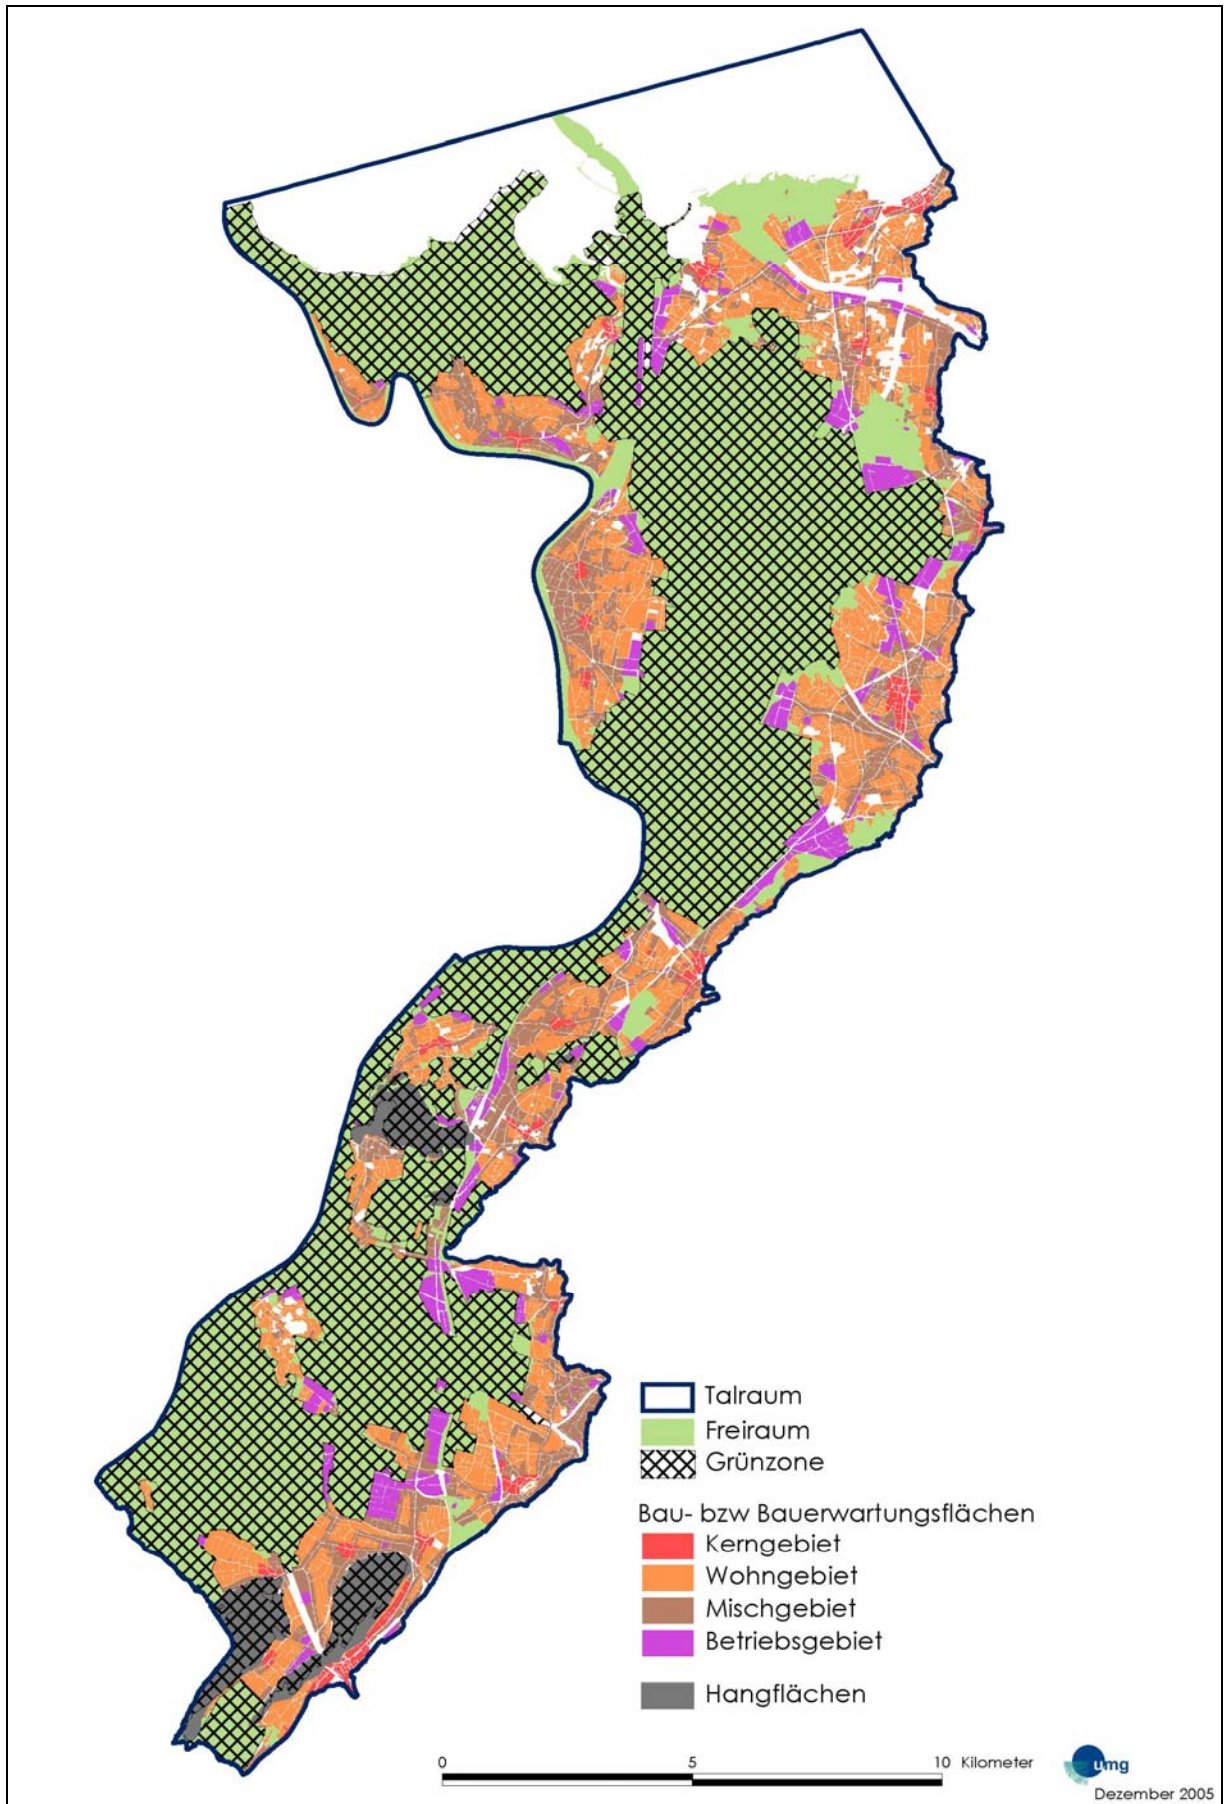 Talraum
Freiraum
Grünzone
Bau- bzw Bauerwartungsflächen
Kerngebiet
Wohngebiet
Mischgebiet
Betriebsgebiet
Hangflächen
0 5 10 Kilometer
umg
Dezember 2005